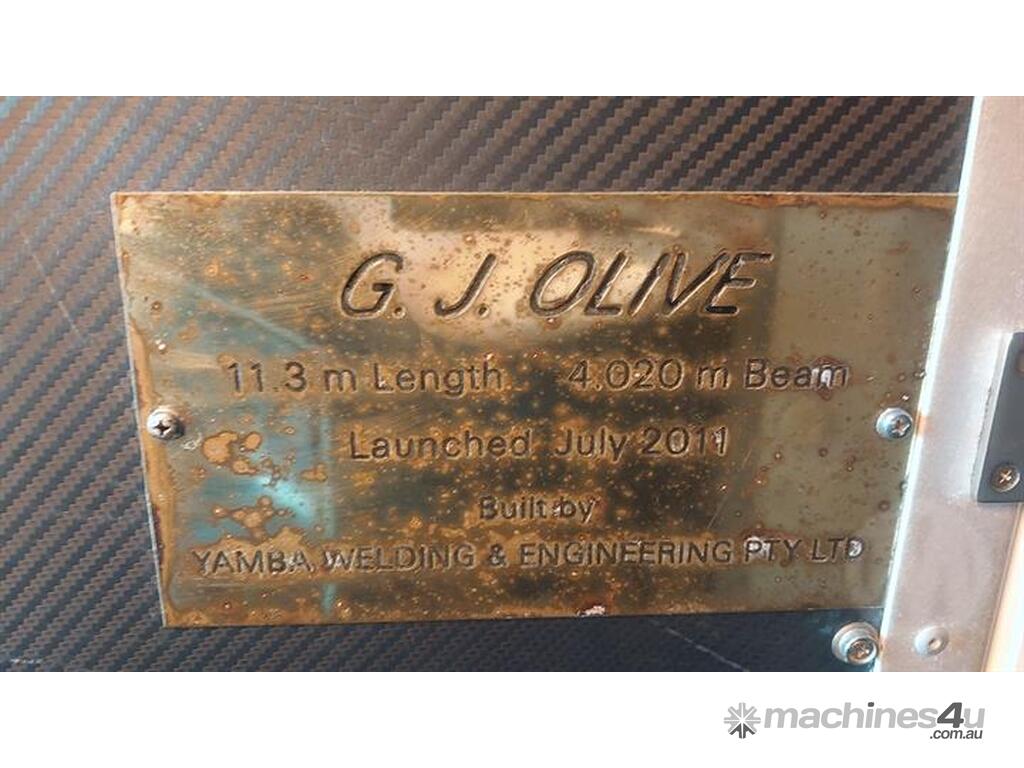 G. J. OLIVE
11.3 m Length 4.020 m Beam
Launched July 2011
Built by
YAMBA WELDING & ENGINEERING PTY LTD
machines4u
.com.au